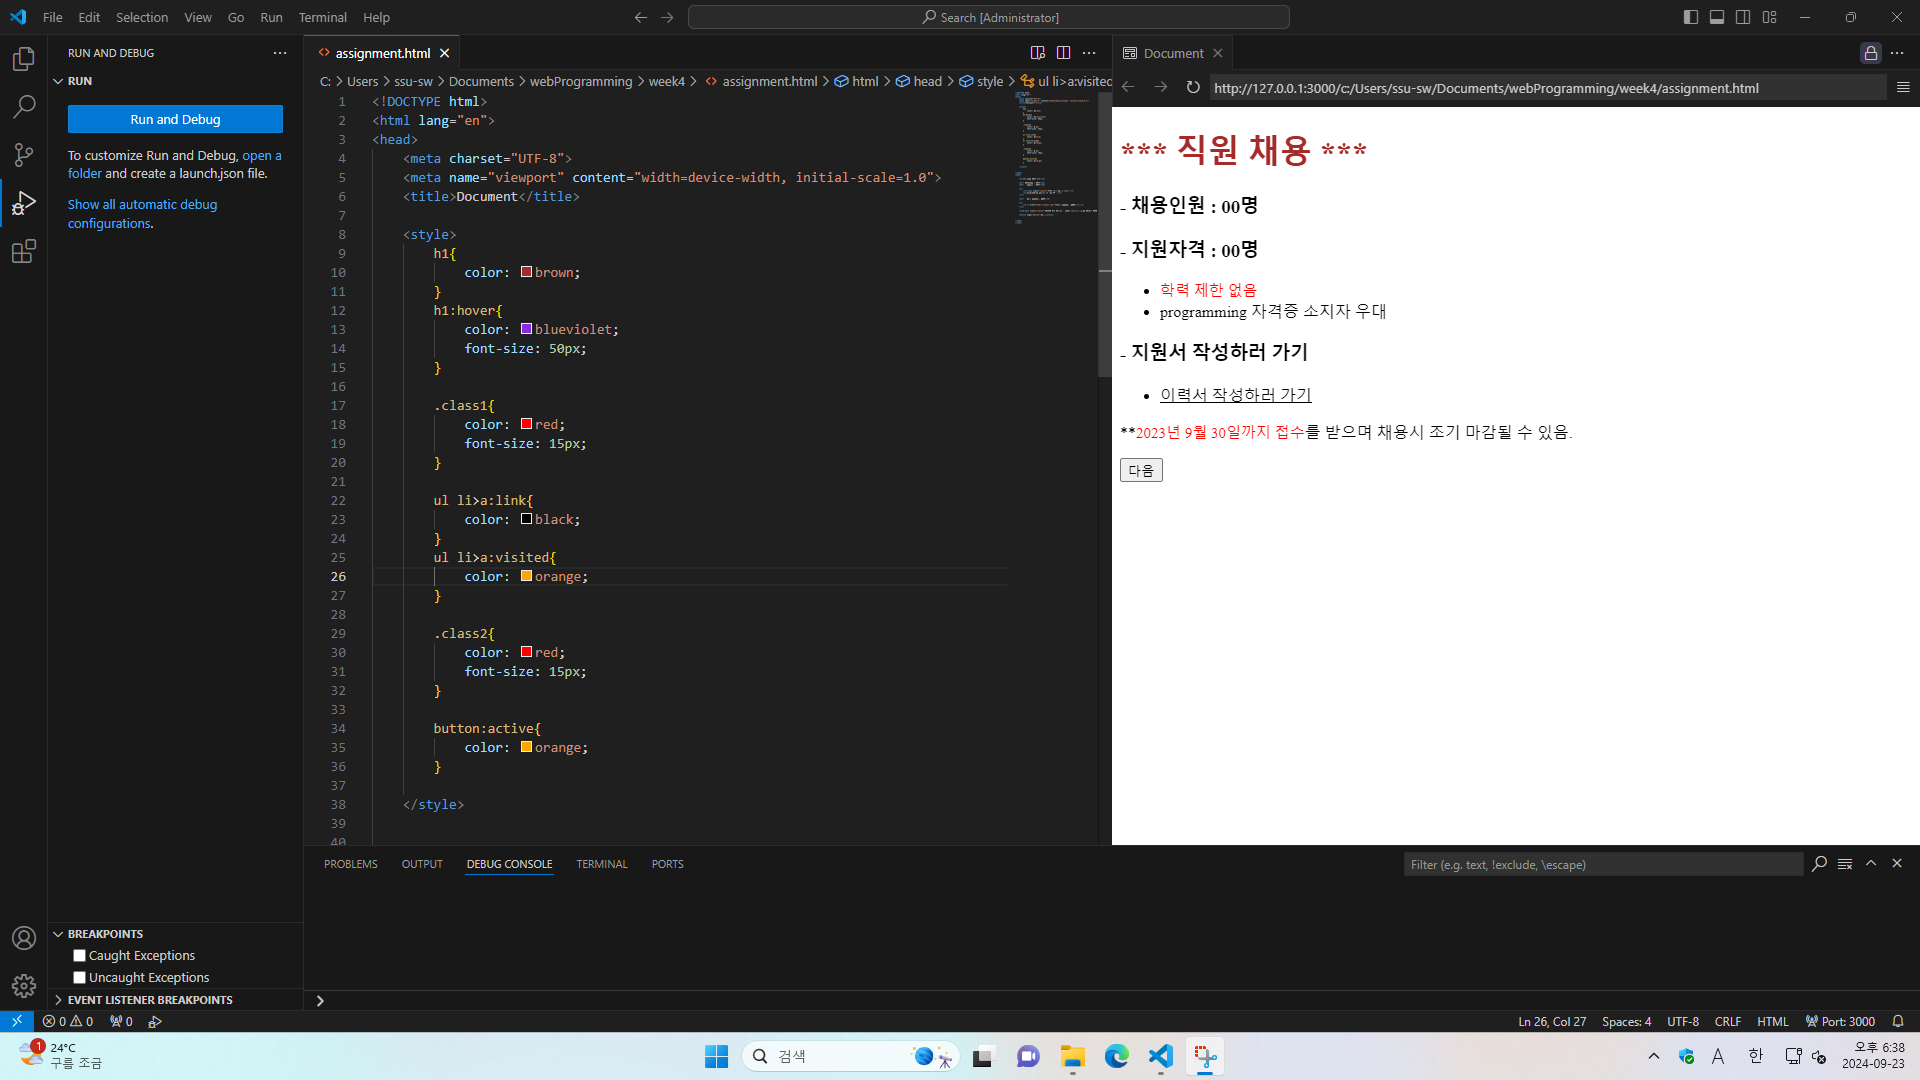 File Edit Selection View Go Run Terminal Help
Search [Administrator]
RUN AND DEBUG
RUN
Run and Debug
To customize Run and Debug, open a
folder and create a launch.json file.
Show all automatic debug
configurations.
BREAKPOINTS
Caught Exceptions
Uncaught Exceptions
EVENT LISTENER BREAKPOINTS
assignment.html
C: > Users > ssu-sw > Documents > webProgramming > week4 > assignment.html > html > head > style > ul li>a:visited
1 <!DOCTYPE html>
2 <html lang="en">
3 <head>
4 <meta charset="UTF-8">
5 <meta name="viewport" content="width=device-width, initial-scale=1.0">
6 <title>Document</title>
7
8 <style>
9 h1{
10 color: brown;
11 }
12 h1:hover{
13 color: blueviolet;
14 font-size: 50px;
15 }
16
17 .class1{
18 color: red;
19 font-size: 15px;
20 }
21
22 ul li>a:link{
23 color: black;
24 }
25 ul li>a:visited{
26 color: orange;
27 }
28
29 .class2{
30 color: red;
31 font-size: 15px;
32 }
33
34 button:active{
35 color: orange;
36 }
37
38 </style>
39
40
Document
http://127.0.0.1:3000/c:/Users/ssu-sw/Documents/webProgramming/week4/assignment.html
*** 직원 채용 ***
- 채용인원 : 00명
- 지원자격 : 00명
• 학력 제한 없음
• programming 자격증 소지자 우대
- 지원서 작성하러 가기
• 이력서 작성하러 가기
**2023년 9월 30일까지 접수를 받으며 채용시 조기 마감될 수 있음.
다음
PROBLEMS OUTPUT DEBUG CONSOLE TERMINAL PORTS
Filter (e.g. text, !exclude, \escape)
0 0 0
Ln 26, Col 27 Spaces: 4 UTF-8 CRLF HTML Port: 3000
1
24°C
구름 조금
검색
A 한
오후 6:38
2024-09-23